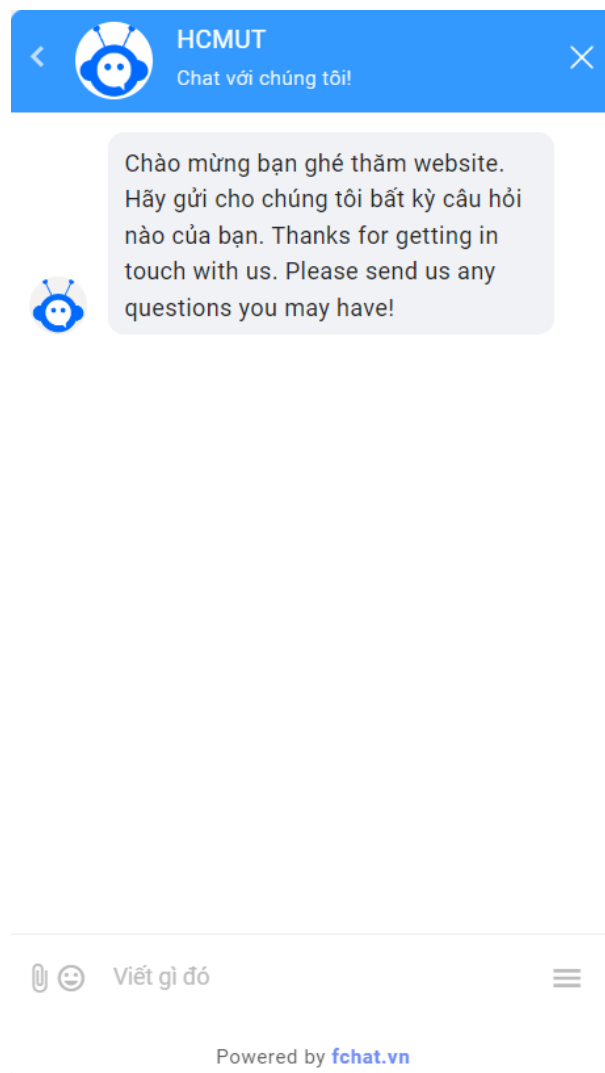 HCMUT
Chat với chúng tôi!
Chào mừng bạn ghé thăm website.
Hãy gửi cho chúng tôi bất kỳ câu hỏi
nào của bạn. Thanks for getting in
touch with us. Please send us any
questions you may have!
Viết gì đó
Powered by fchat.vn